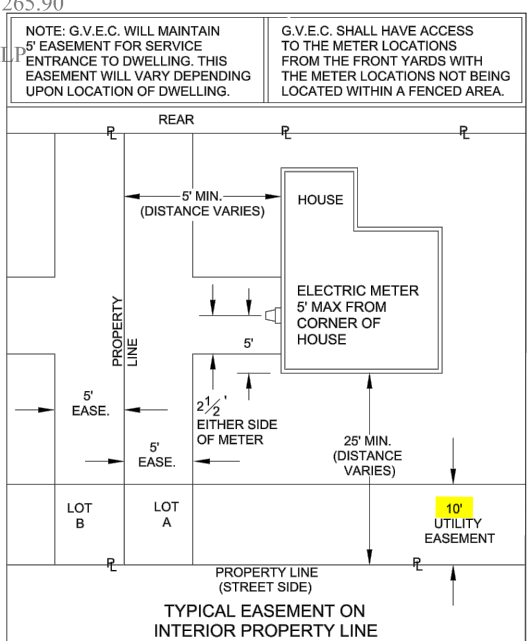 265.90
LP
NOTE: G.V.E.C. WILL MAINTAIN
5' EASEMENT FOR SERVICE
ENTRANCE TO DWELLING. THIS
EASEMENT WILL VARY DEPENDING
UPON LOCATION OF DWELLING.
G.V.E.C. SHALL HAVE ACCESS
TO THE METER LOCATIONS
FROM THE FRONT YARDS WITH
THE METER LOCATIONS NOT BEING
LOCATED WITHIN A FENCED AREA.
REAR
PL
PL
PL
5' MIN.
(DISTANCE VARIES)
HOUSE
ELECTRIC METER
5' MAX FROM
CORNER OF
HOUSE
PROPERTY
LINE
5'
5'
EASE.
2 1/2'
EITHER SIDE
OF METER
5'
EASE.
25' MIN.
(DISTANCE
VARIES)
LOT
B
LOT
A
10'
UTILITY
EASEMENT
PL
PL
PROPERTY LINE
(STREET SIDE)
TYPICAL EASEMENT ON
INTERIOR PROPERTY LINE